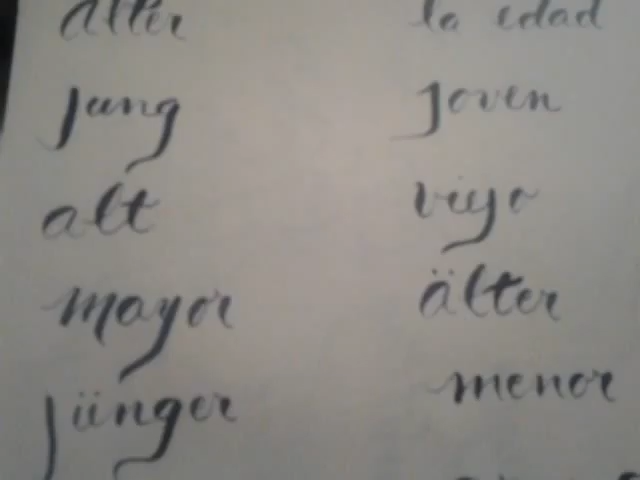 Alter la edad
jung joven
alt viejo
mayor älter
jünger menor